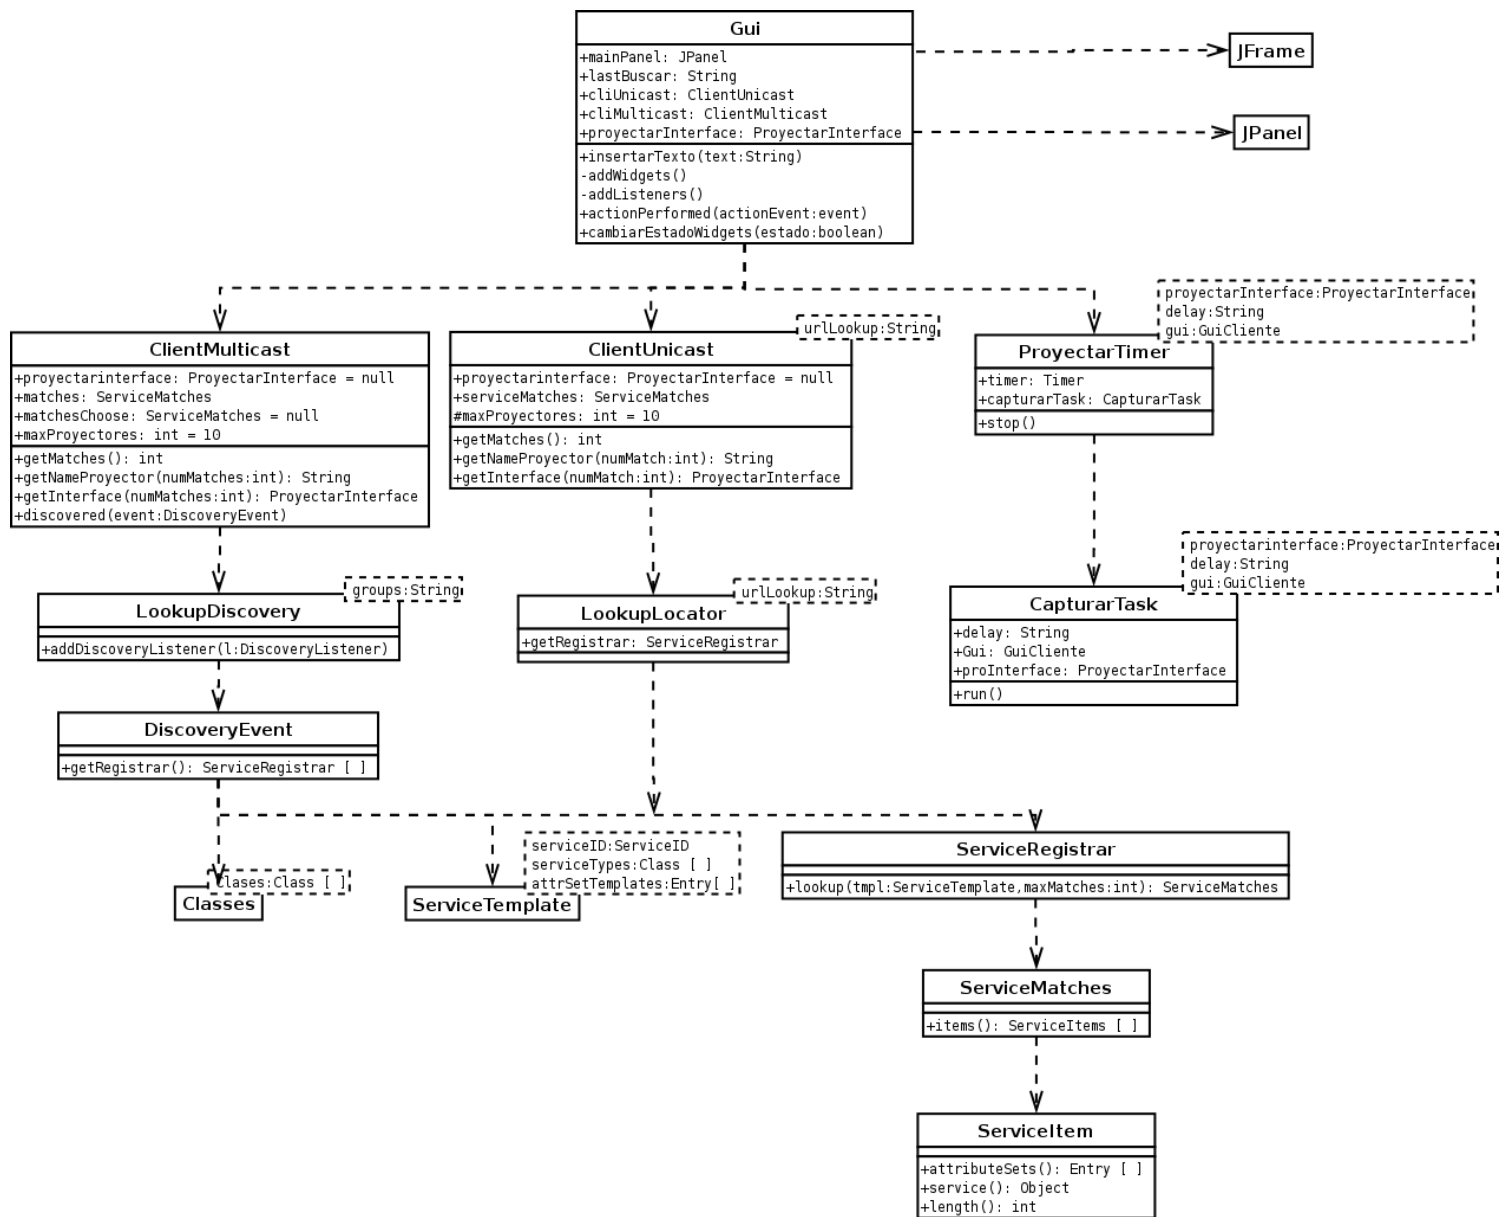 Gui
+mainPanel: JPanel
+lastBuscar: String
+cliUnicast: ClientUnicast
+cliMulticast: ClientMulticast
+proyectarInterface: ProyectarInterface
+insertarTexto(text:String)
-addWidgets()
-addListeners()
+actionPerformed(actionEvent:event)
+cambiarEstadoWidgets(estado:boolean)
JFrame
JPanel
ClientMulticast
+proyectarinterface: ProyectarInterface = null
+matches: ServiceMatches
+matchesChoose: ServiceMatches = null
+maxProyectores: int = 10
+getMatches(): int
+getNameProyector(numMatches:int): String
+getInterface(numMatches:int): ProyectarInterface
+discovered(event:DiscoveryEvent)
urlLookup:String
ClientUnicast
+proyectarinterface: ProyectarInterface = null
+serviceMatches: ServiceMatches
#maxProyectores: int = 10
+getMatches(): int
+getNameProyector(numMatch:int): String
+getInterface(numMatch:int): ProyectarInterface
proyectarInterface:ProyectarInterface
delay:String
gui:GuiCliente
ProyectarTimer
+timer: Timer
+capturarTask: CapturarTask
+stop()
groups:String
LookupDiscovery
+addDiscoveryListener(l:DiscoveryListener)
urlLookup:String
LookupLocator
+getRegistrar: ServiceRegistrar
proyectarinterface:ProyectarInterface
delay:String
gui:GuiCliente
CapturarTask
+delay: String
+Gui: GuiCliente
+proInterface: ProyectarInterface
+run()
DiscoveryEvent
+getRegistrar(): ServiceRegistrar [ ]
Clases:Class [ ]
Classes
serviceID:ServiceID
serviceTypes:Class [ ]
attrSetTemplates:Entry[ ]
ServiceTemplate
ServiceRegistrar
+lookup(tmpl:ServiceTemplate,maxMatches:int): ServiceMatches
ServiceMatches
+items(): ServiceItems [ ]
ServiceItem
+attributeSets(): Entry [ ]
+service(): Object
+length(): int